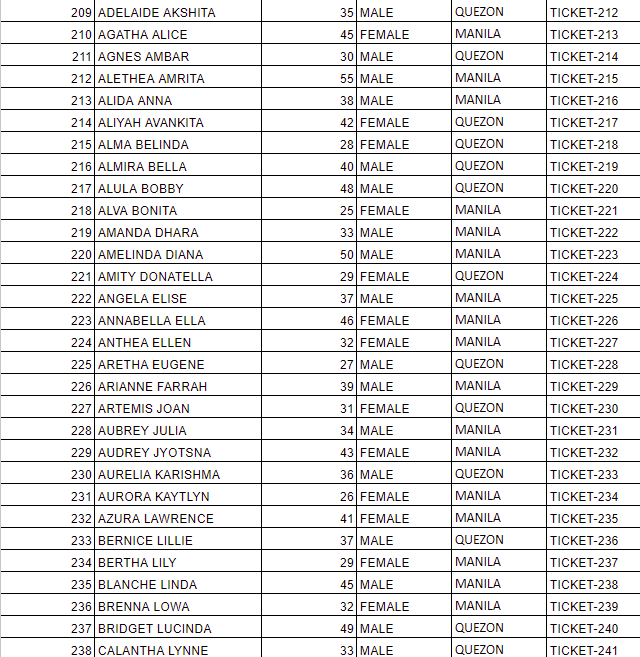 209 ADELAIDE AKSHITA 35 MALE QUEZON TICKET-212
210 AGATHA ALICE 45 FEMALE MANILA TICKET-213
211 AGNES AMBAR 30 MALE QUEZON TICKET-214
212 ALETHEA AMRITA 55 MALE MANILA TICKET-215
213 ALIDA ANNA 38 MALE MANILA TICKET-216
214 ALIYAH AVANKITA 42 FEMALE QUEZON TICKET-217
215 ALMA BELINDA 28 FEMALE QUEZON TICKET-218
216 ALMIRA BELLA 40 MALE QUEZON TICKET-219
217 ALULA BOBBY 48 MALE QUEZON TICKET-220
218 ALVA BONITA 25 FEMALE MANILA TICKET-221
219 AMANDA DHARA 33 MALE MANILA TICKET-222
220 AMELINDA DIANA 50 MALE MANILA TICKET-223
221 AMITY DONATELLA 29 FEMALE QUEZON TICKET-224
222 ANGELA ELISE 37 MALE MANILA TICKET-225
223 ANNABELLA ELLA 46 FEMALE MANILA TICKET-226
224 ANTHEA ELLEN 32 FEMALE MANILA TICKET-227
225 ARETHA EUGENE 27 MALE QUEZON TICKET-228
226 ARIANNE FARRAH 39 MALE MANILA TICKET-229
227 ARTEMIS JOAN 31 FEMALE QUEZON TICKET-230
228 AUBREY JULIA 34 MALE MANILA TICKET-231
229 AUDREY JYOTSNA 43 FEMALE MANILA TICKET-232
230 AURELIA KARISHMA 36 MALE QUEZON TICKET-233
231 AURORA KAYTLYN 26 FEMALE MANILA TICKET-234
232 AZURA LAWRENCE 41 FEMALE MANILA TICKET-235
233 BERNICE LILLIE 37 MALE QUEZON TICKET-236
234 BERTHA LILY 29 FEMALE MANILA TICKET-237
235 BLANCHE LINDA 45 MALE MANILA TICKET-238
236 BRENNA LOWA 32 FEMALE MANILA TICKET-239
237 BRIDGET LUCINDA 49 MALE QUEZON TICKET-240
238 CALANTHA LYNNE 33 MALE QUEZON TICKET-241